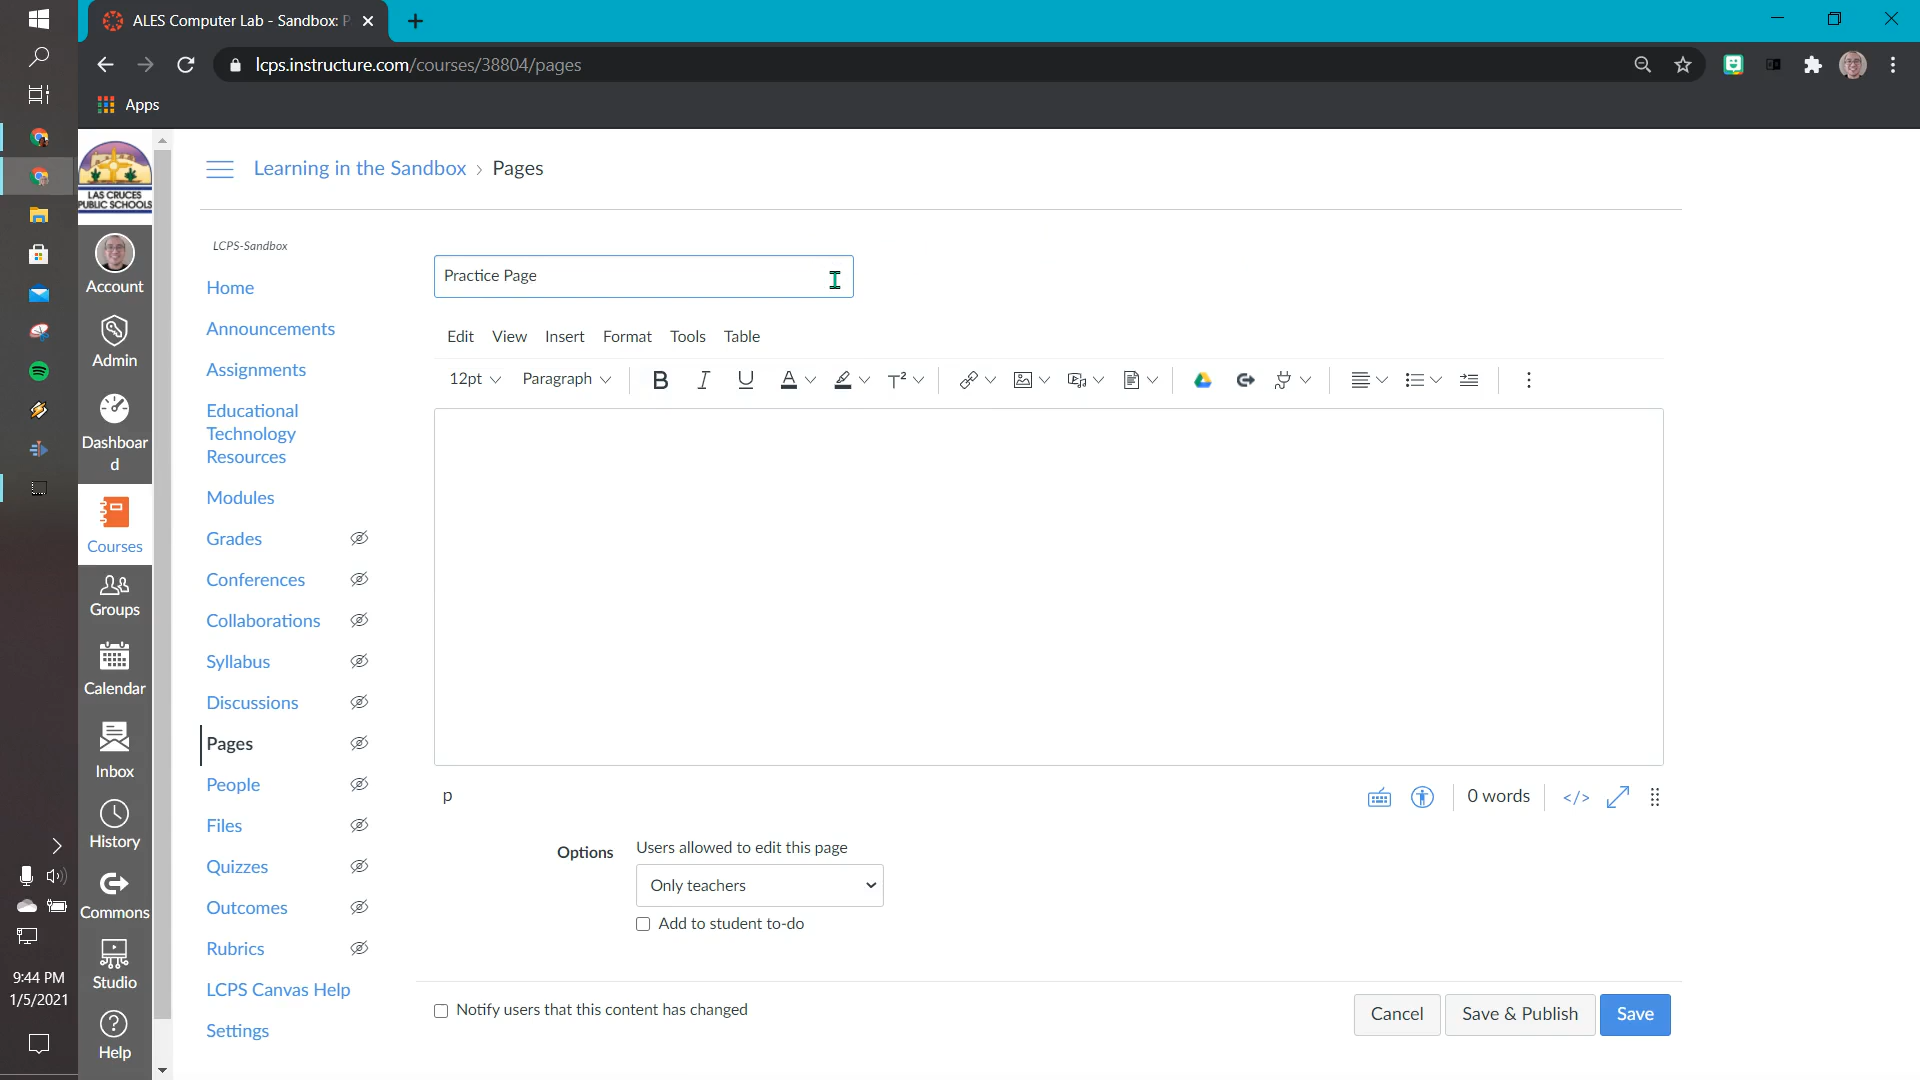 ALES Computer Lab - Sandbox: P
lcps.instructure.com/courses/38804/pages
Apps
LAS CRUCES
PUBLIC SCHOOLS
Learning in the Sandbox › Pages
Account
Admin
Dashboar
d
Courses
Groups
Calendar
Inbox
History
Commons
Studio
Help
LCPS-Sandbox
Home
Announcements
Assignments
Educational
Technology
Resources
Modules
Grades
Conferences
Collaborations
Syllabus
Discussions
Pages
People
Files
Quizzes
Outcomes
Rubrics
LCPS Canvas Help
Settings
Practice Page
Edit View Insert Format Tools Table
12pt Paragraph
p
0 words
Options
Users allowed to edit this page
Only teachers
Add to student to-do
Notify users that this content has changed
Cancel
Save & Publish
Save
9:44 PM
1/5/2021